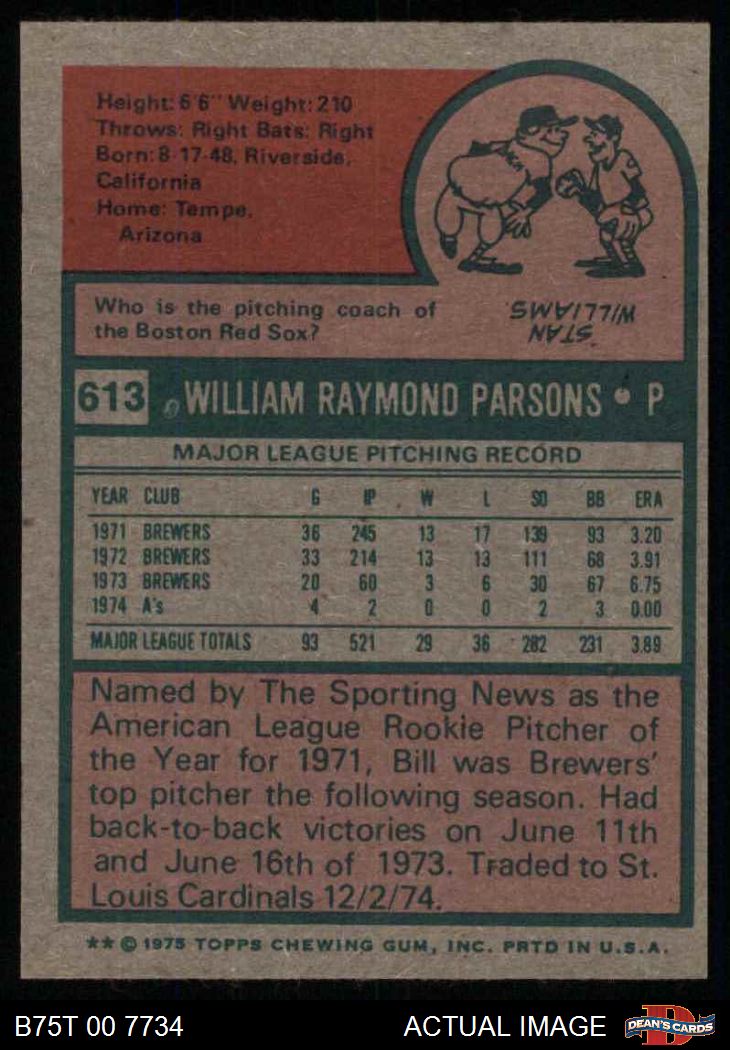 Height: 6'6" Weight: 210
Throws: Right Bats: Right
Born: 8-17-48, Riverside,
California
Home: Tempe,
Arizona
Who is the pitching coach of
the Boston Red Sox?
STAN
WILLIAMS
613 WILLIAM RAYMOND PARSONS • P
MAJOR LEAGUE PITCHING RECORD
YEAR CLUB G IP W L SO BB ERA
1971 BREWERS 36 245 13 17 139 93 3.20
1972 BREWERS 33 214 13 13 111 68 3.91
1973 BREWERS 20 60 3 6 30 67 6.75
1974 A's 4 2 0 0 2 3 0.00
MAJOR LEAGUE TOTALS 93 521 29 36 282 231 3.89
Named by The Sporting News as the
American League Rookie Pitcher of
the Year for 1971, Bill was Brewers'
top pitcher the following season. Had
back-to-back victories on June 11th
and June 16th of 1973. Traded to St.
Louis Cardinals 12/2/74.
** © 1975 TOPPS CHEWING GUM, INC. PRTD IN U.S.A.
B75T 00 7734 ACTUAL IMAGE D DEAN'S CARDS